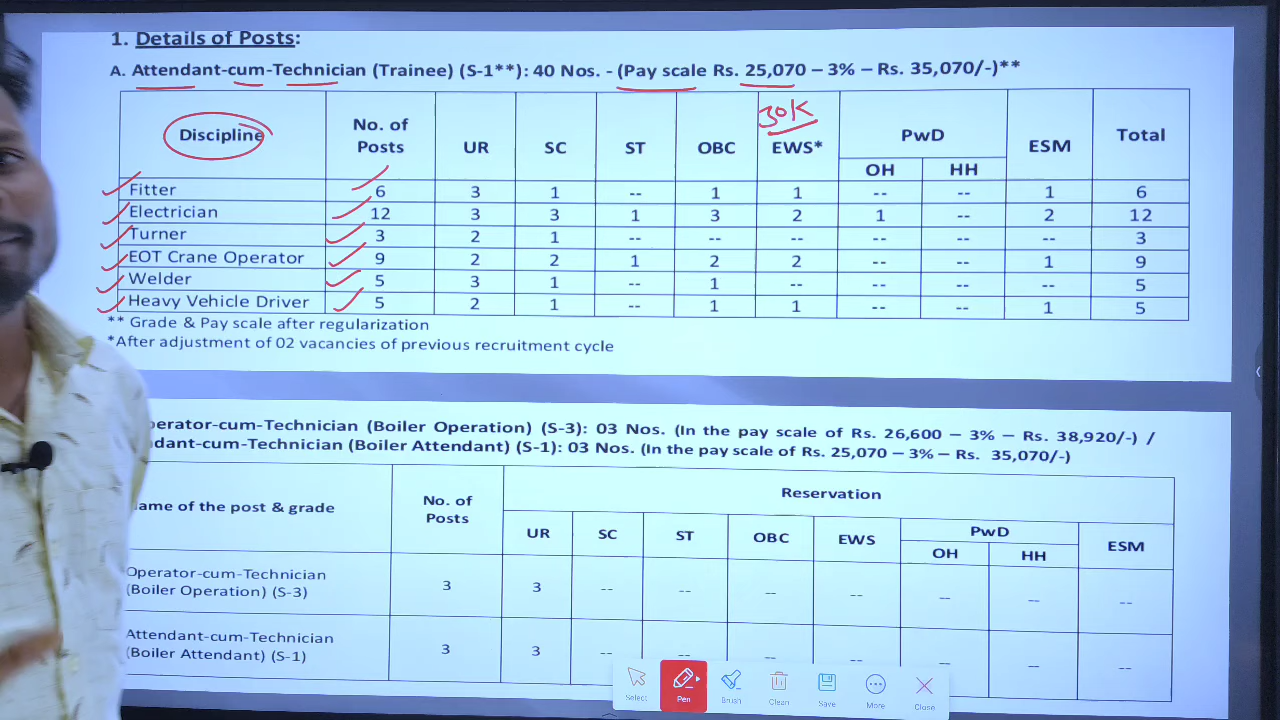 1. Details of Posts:
A. Attendant-cum-Technician (Trainee) (S-1**): 40 Nos. - (Pay scale Rs. 25,070 – 3% – Rs. 35,070/-)**
30K
Discipline No. of Posts UR SC ST OBC EWS* PwD ESM Total
OH HH
Fitter 6 3 1 -- 1 1 -- -- 1 6
Electrician 12 3 3 1 3 2 1 -- 2 12
Turner 3 2 1 -- -- -- -- -- -- 3
EOT Crane Operator 9 2 2 1 2 2 -- -- 1 9
Welder 5 3 1 -- 1 -- -- -- -- 5
Heavy Vehicle Driver 5 2 1 -- 1 1 -- -- 1 5
** Grade & Pay scale after regularization
*After adjustment of 02 vacancies of previous recruitment cycle
perator-cum-Technician (Boiler Operation) (S-3): 03 Nos. (In the pay scale of Rs. 26,600 – 3% – Rs. 38,920/-) /
dant-cum-Technician (Boiler Attendant) (S-1): 03 Nos. (In the pay scale of Rs. 25,070 – 3% – Rs. 35,070/-)
ame of the post & grade No. of Posts Reservation
UR SC ST OBC EWS PwD ESM
OH HH
Operator-cum-Technician
(Boiler Operation) (S-3) 3 3 -- -- -- -- -- -- --
Attendant-cum-Technician
(Boiler Attendant) (S-1) 3 3 -- -- -- -- -- -- --
Select Pen Brush Clean Save More Close